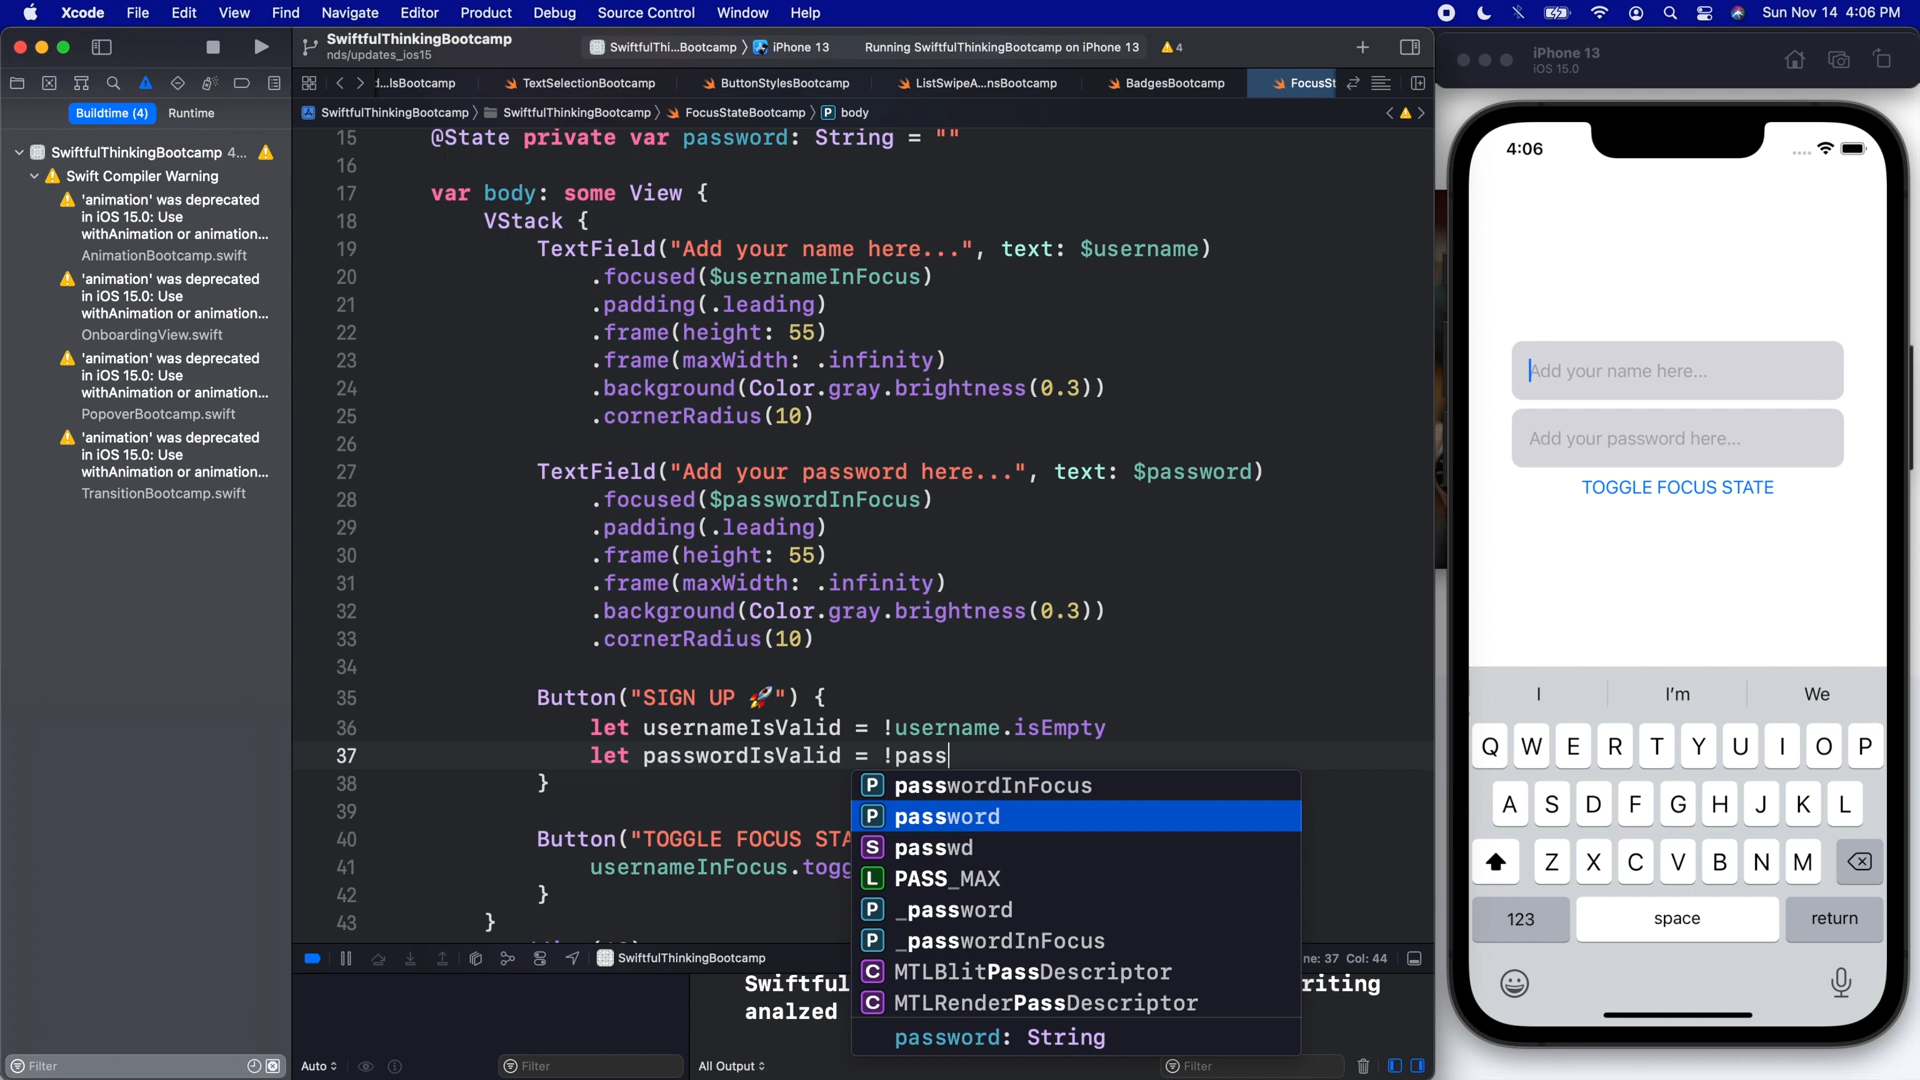 Xcode File Edit View Find Navigate Editor Product Debug Source Control Window Help
Sun Nov 14 4:06 PM
SwiftfulThinkingBootcamp
nds/updates_ios15
SwiftfulThi...Bootcamp
iPhone 13
Running SwiftfulThinkingBootcamp on iPhone 13
4
iPhone 13
iOS 15.0
...lsBootcamp
TextSelectionBootcamp
ButtonStylesBootcamp
ListSwipeA...nsBootcamp
BadgesBootcamp
FocusSt
Buildtime (4)
Runtime
SwiftfulThinkingBootcamp
SwiftfulThinkingBootcamp
FocusStateBootcamp
P body
SwiftfulThinkingBootcamp 4...
Swift Compiler Warning
'animation' was deprecated
in iOS 15.0: Use
withAnimation or animation...
AnimationBootcamp.swift
'animation' was deprecated
in iOS 15.0: Use
withAnimation or animation...
OnboardingView.swift
'animation' was deprecated
in iOS 15.0: Use
withAnimation or animation...
PopoverBootcamp.swift
'animation' was deprecated
in iOS 15.0: Use
withAnimation or animation...
TransitionBootcamp.swift
Filter
15 @State private var password: String = ""
16
17 var body: some View {
18 VStack {
19 TextField("Add your name here...", text: $username)
20 .focused($usernameInFocus)
21 .padding(.leading)
22 .frame(height: 55)
23 .frame(maxWidth: .infinity)
24 .background(Color.gray.brightness(0.3))
25 .cornerRadius(10)
26
27 TextField("Add your password here...", text: $password)
28 .focused($passwordInFocus)
29 .padding(.leading)
30 .frame(height: 55)
31 .frame(maxWidth: .infinity)
32 .background(Color.gray.brightness(0.3))
33 .cornerRadius(10)
34
35 Button("SIGN UP 🚀") {
36 let usernameIsValid = !username.isEmpty
37 let passwordIsValid = !pass
38 }
39
40 Button("TOGGLE FOCUS STA
41 usernameInFocus.togg
42 }
43 }
P passwordInFocus
P password
S passwd
L PASS_MAX
P _password
P _passwordInFocus
C MTLBlitPassDescriptor
C MTLRenderPassDescriptor
password: String
SwiftfulThinkingBootcamp
ne: 37 Col: 44
Swiftful
riting
analzed
Auto
Filter
All Output
Filter
4:06
Add your name here...
Add your password here...
TOGGLE FOCUS STATE
I I'm We
Q W E R T Y U I O P
A S D F G H J K L
Z X C V B N M
123 space return